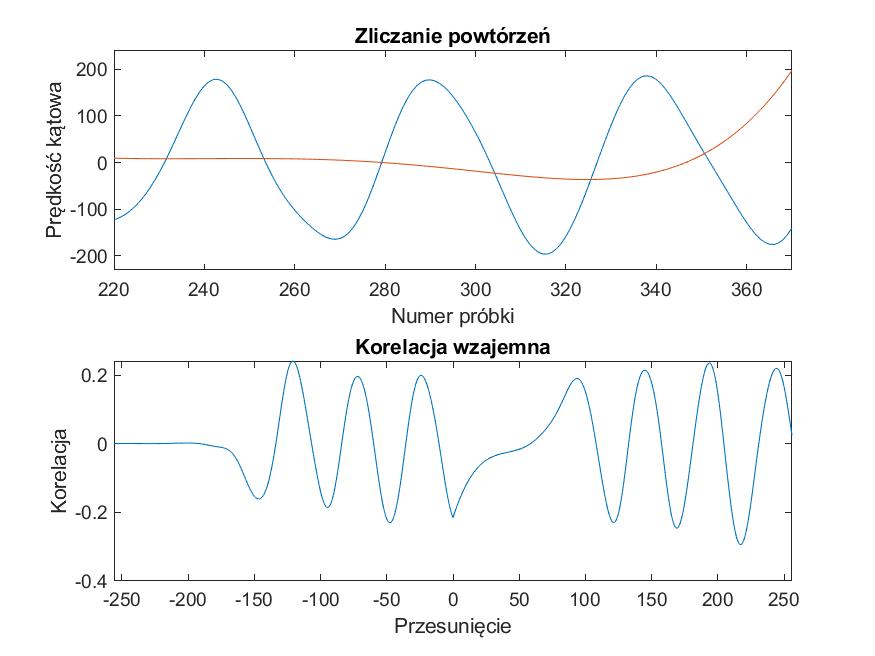 Zliczanie powtórzeń
Prędkość kątowa
200
100
0
-100
-200
220 240 260 280 300 320 340 360
Numer próbki
Korelacja wzajemna
Korelacja
0.2
0
-0.2
-0.4
-250 -200 -150 -100 -50 0 50 100 150 200 250
Przesunięcie